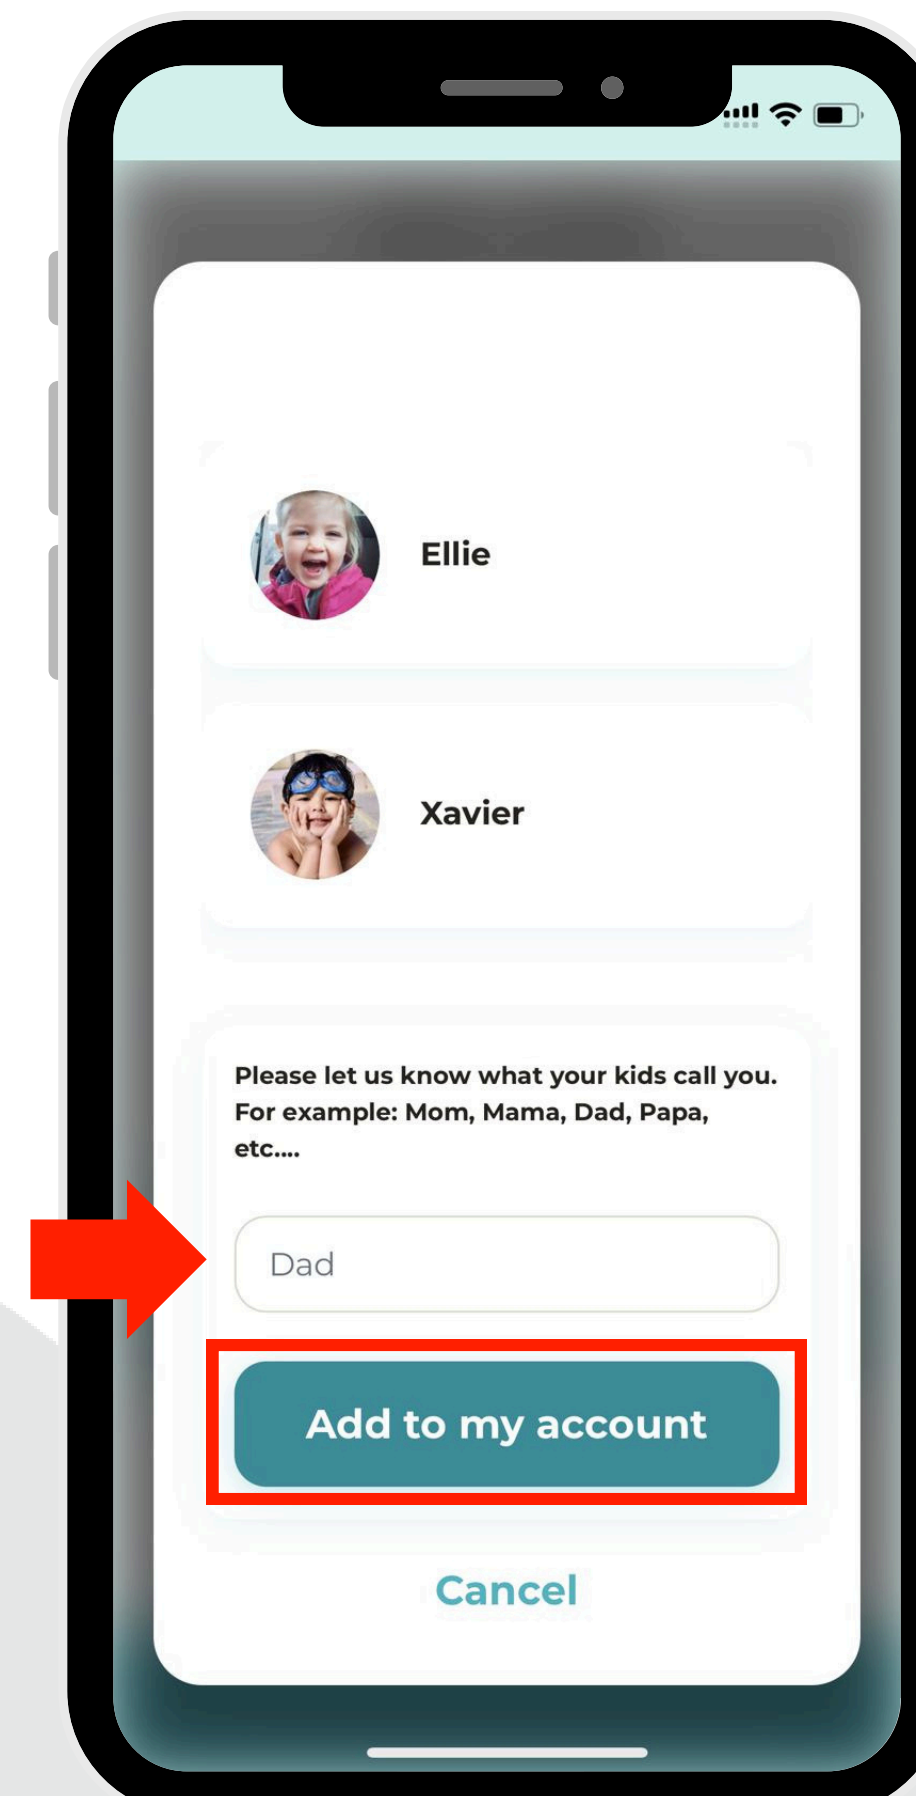 Ellie
Xavier
Please let us know what your kids call you.
For example: Mom, Mama, Dad, Papa,
etc....
Dad
Add to my account
Cancel